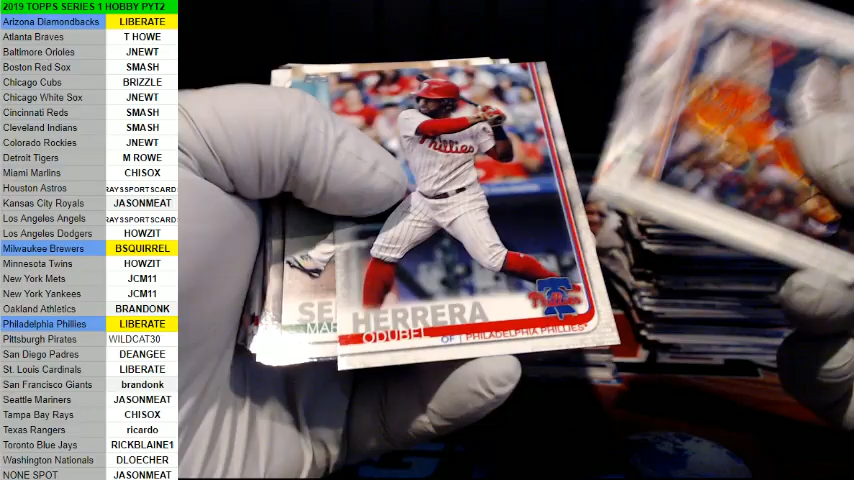 2019 TOPPS SERIES 1 HOBBY PYT2
Arizona Diamondbacks LIBERATE
Atlanta Braves T HOWE
Baltimore Orioles JNEWT
Boston Red Sox SMASH
Chicago Cubs BRIZZLE
Chicago White Sox JNEWT
Cincinnati Reds SMASH
Cleveland Indians SMASH
Colorado Rockies JNEWT
Detroit Tigers M ROWE
Miami Marlins CHISOX
Houston Astros RAYSSPORTSCARD
Kansas City Royals JASONMEAT
Los Angeles Angels RAYSSPORTSCARD
Los Angeles Dodgers HOWZIT
Milwaukee Brewers BSQUIRREL
Minnesota Twins HOWZIT
New York Mets JCM11
New York Yankees JCM11
Oakland Athletics BRANDONK
Philadelphia Phillies LIBERATE
Pittsburgh Pirates WILDCAT30
San Diego Padres DEANGEE
St. Louis Cardinals LIBERATE
San Francisco Giants brandonk
Seattle Mariners JASONMEAT
Tampa Bay Rays CHISOX
Texas Rangers ricardo
Toronto Blue Jays RICKBLAINE1
Washington Nationals DLOECHER
NONE SPOT JASONMEAT
Phillies
Phillies
SE
MAR
HERRERA
ODUBEL
OF | PHILADELPHIA PHILLIES